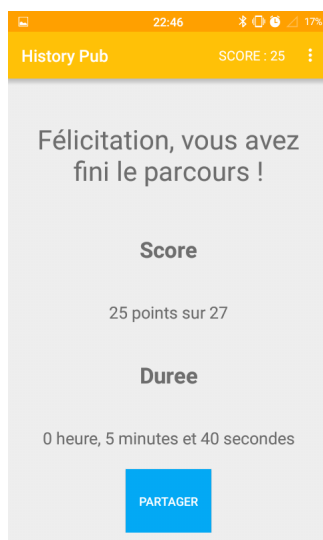 22:46 17%
History Pub SCORE : 25
Félicitation, vous avez
fini le parcours !
Score
25 points sur 27
Duree
0 heure, 5 minutes et 40 secondes
PARTAGER